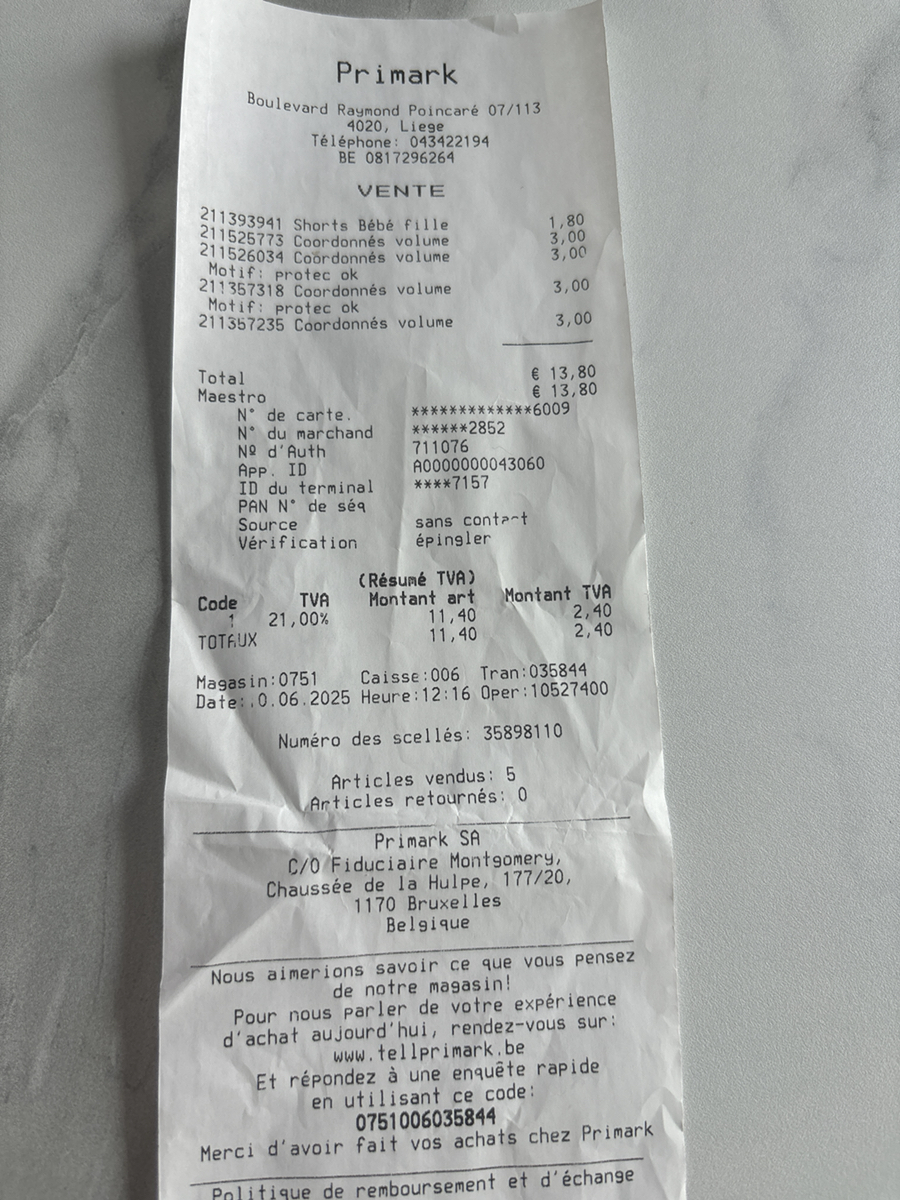 Primark
Boulevard Raymond Poincaré 07/113
4020, Liege
Téléphone: 043422194
BE 0817296264
VENTE
211393941 Shorts Bébé fille 1,80
211525773 Coordonnés volume 3,00
211526034 Coordonnés volume 3,00
Motif: protec ok
211357318 Coordonnés volume 3,00
Motif: protec ok
211357235 Coordonnés volume 3,00
Total € 13,80
Maestro € 13,80
N° de carte. *************6009
N° du marchand ******2852
Nº d'Auth 711076
App. ID A0000000043060
ID du terminal ****7157
PAN N° de séq
Source sans contact
Vérification épingler
(Résumé TVA)
Code TVA Montant art Montant TVA
1 21,00% 11,40 2,40
TOTAUX 11,40 2,40
Magasin:0751 Caisse:006 Tran:035844
Date: .06.2025 Heure:12:16 Oper:10527400
Numéro des scellés: 35898110
Articles vendus: 5
Articles retournés: 0
Primark SA
C/O Fiduciaire Montgomery,
Chaussée de la Hulpe, 177/20,
1170 Bruxelles
Belgique
Nous aimerions savoir ce que vous pensez
de notre magasin!
Pour nous parler de votre expérience
d'achat aujourd'hui, rendez-vous sur:
www.tellprimark.be
Et répondez à une enquête rapide
en utilisant ce code:
0751006035844
Merci d'avoir fait vos achats chez Primark
Politique de remboursement et d'échange